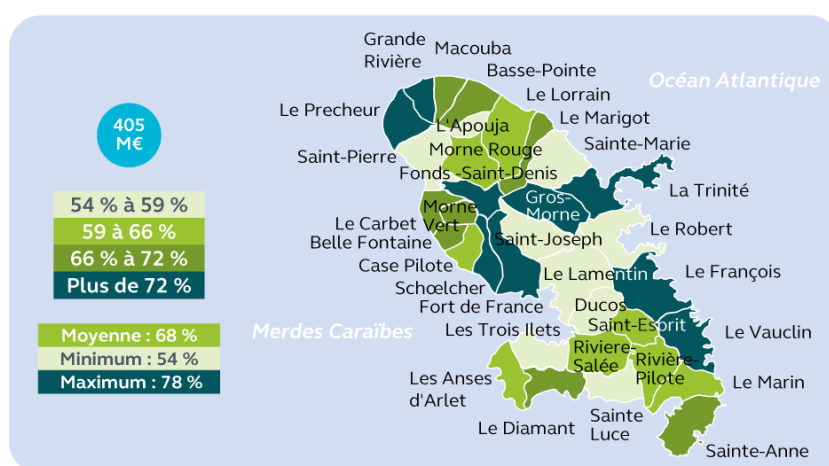 Grande
Rivière
Macouba
Basse-Pointe
Océan Atlantique
Le Lorrain
Le Precheur
405
M€
L'Apouja
Le Marigot
Saint-Pierre
Morne Rouge
Sainte-Marie
Fonds -Saint-Denis
La Trinité
54 % à 59 %
59 à 66 %
66 % à 72 %
Plus de 72 %
Gros-
Morne
Morne
Vert
Le Carbet
Le Robert
Belle Fontaine
Saint-Joseph
Case Pilote
Le Lamentin
Le François
Schœlcher
Fort de France
Ducos
Merdes Caraïbes
Les Trois Ilets
Saint-Esprit
Le Vauclin
Moyenne : 68 %
Minimum : 54 %
Maximum : 78 %
Riviere-
Salée
Rivière-
Pilote
Les Anses
d'Arlet
Le Marin
Le Diamant
Sainte
Luce
Sainte-Anne